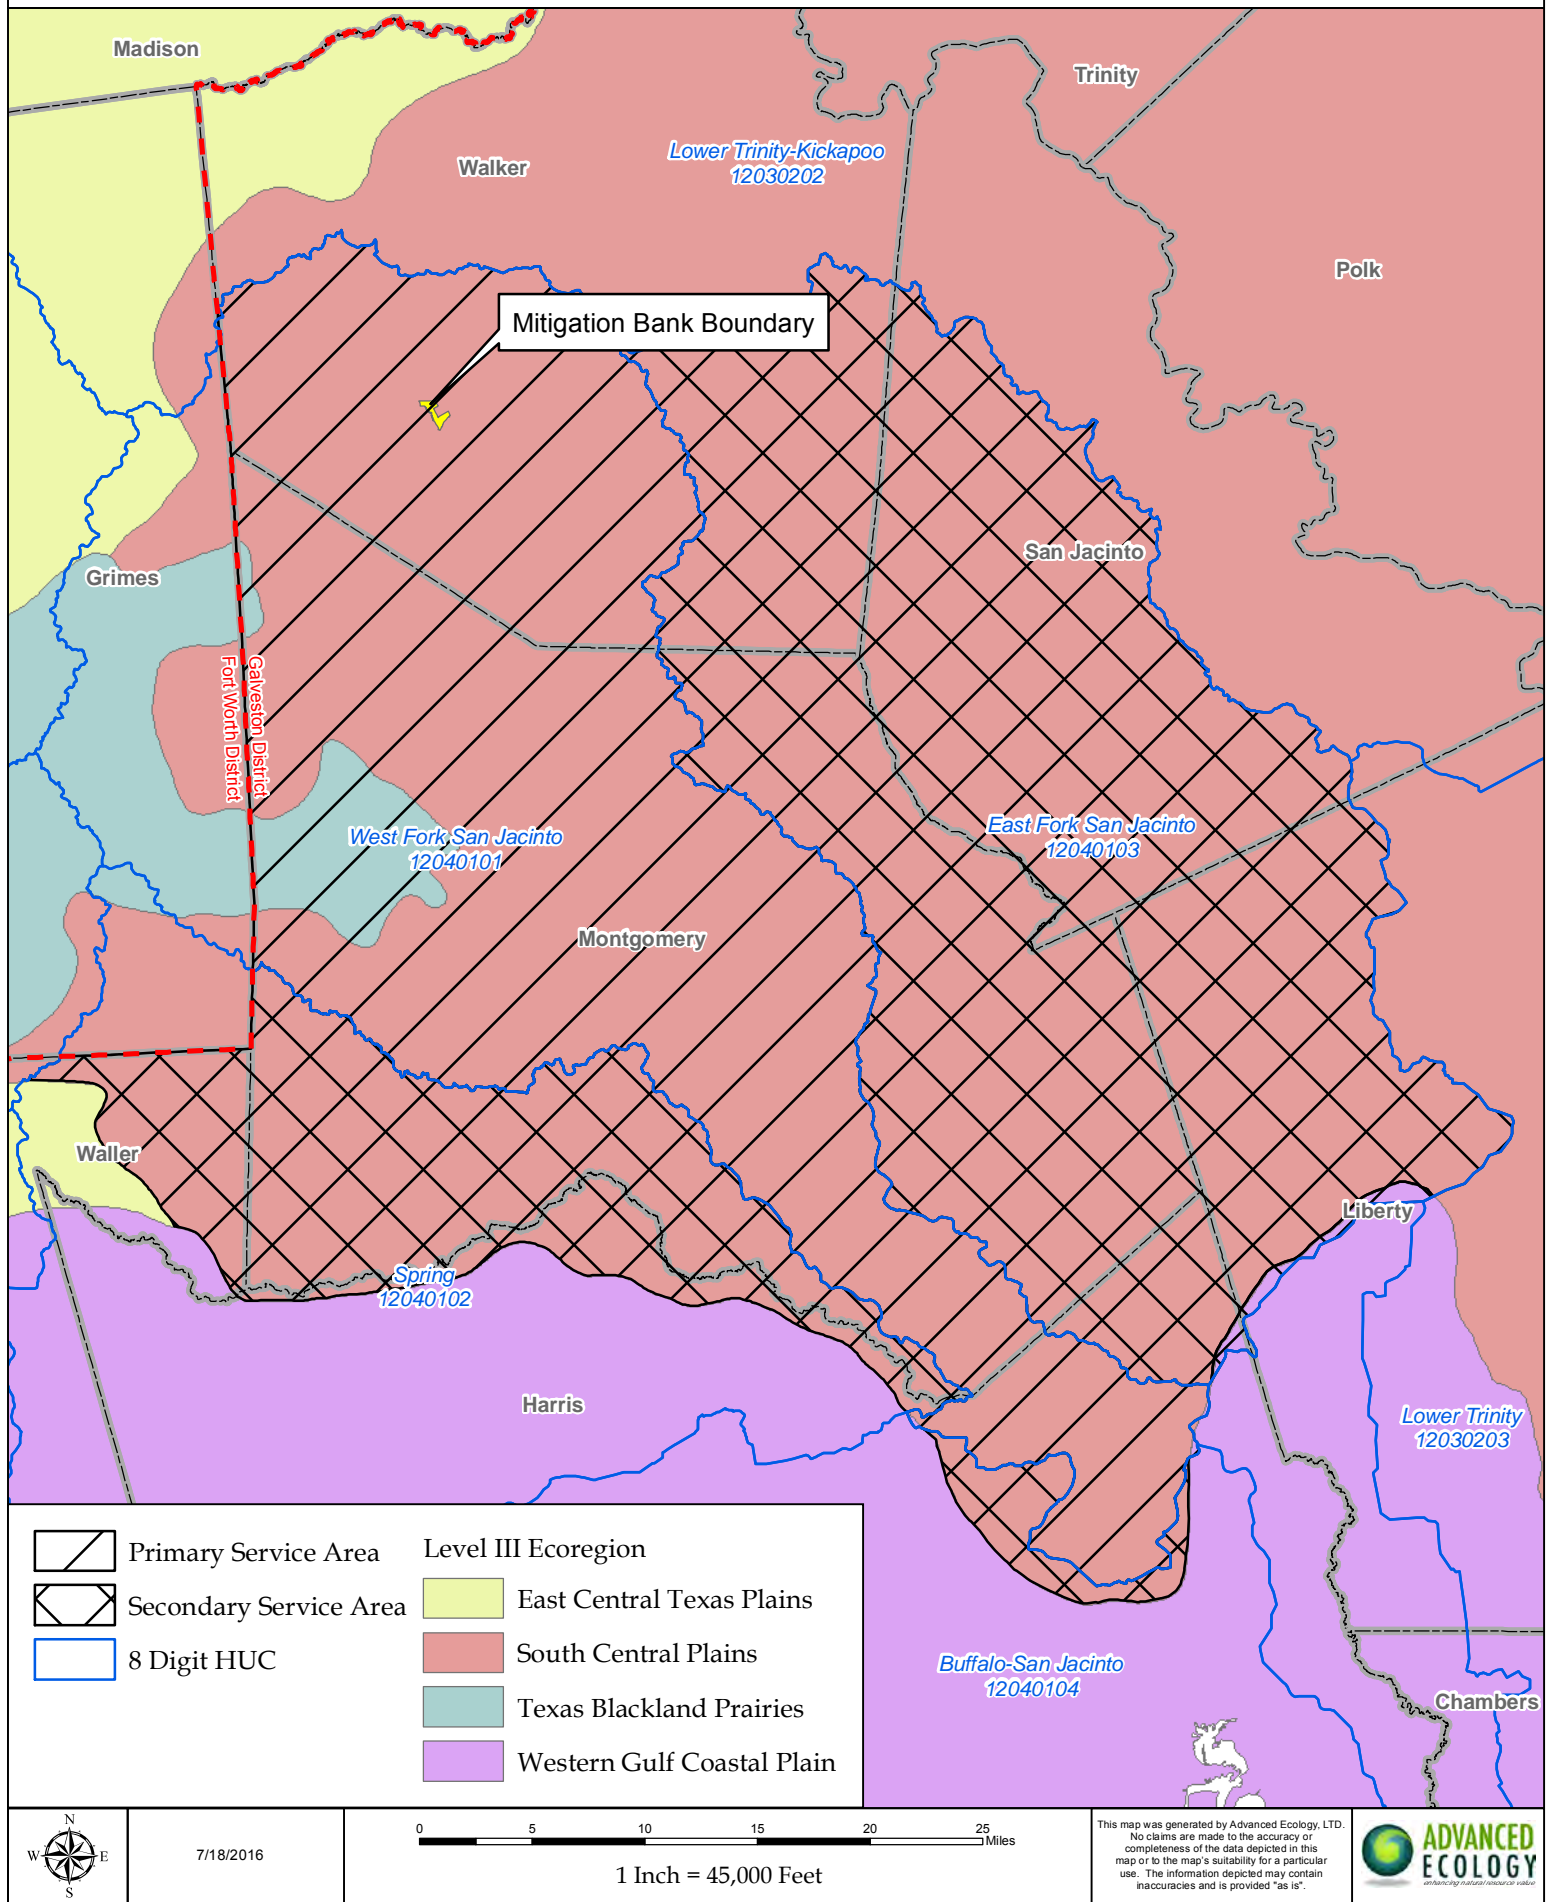 Madison
Trinity
Walker
Lower Trinity-Kickapoo
12030202
Polk
Mitigation Bank Boundary
San Jacinto
Grimes
Galveston District
Fort Worth District
West Fork San Jacinto
12040101
East Fork San Jacinto
12040103
Montgomery
Waller
Liberty
Spring
12040102
Harris
Lower Trinity
12030203
Buffalo-San Jacinto
12040104
Chambers
Primary Service Area
Secondary Service Area
8 Digit HUC
Level III Ecoregion
East Central Texas Plains
South Central Plains
Texas Blackland Prairies
Western Gulf Coastal Plain
N
W
E
S
7/18/2016
0 5 10 15 20 25
Miles
1 Inch = 45,000 Feet
This map was generated by Advanced Ecology, LTD.
No claims are made to the accuracy or
completeness of the data depicted in this
map or to the map's suitability for a particular
use. The information depicted may contain
inaccuracies and is provided "as is".
ADVANCED
ECOLOGY
enhancing natural resource value